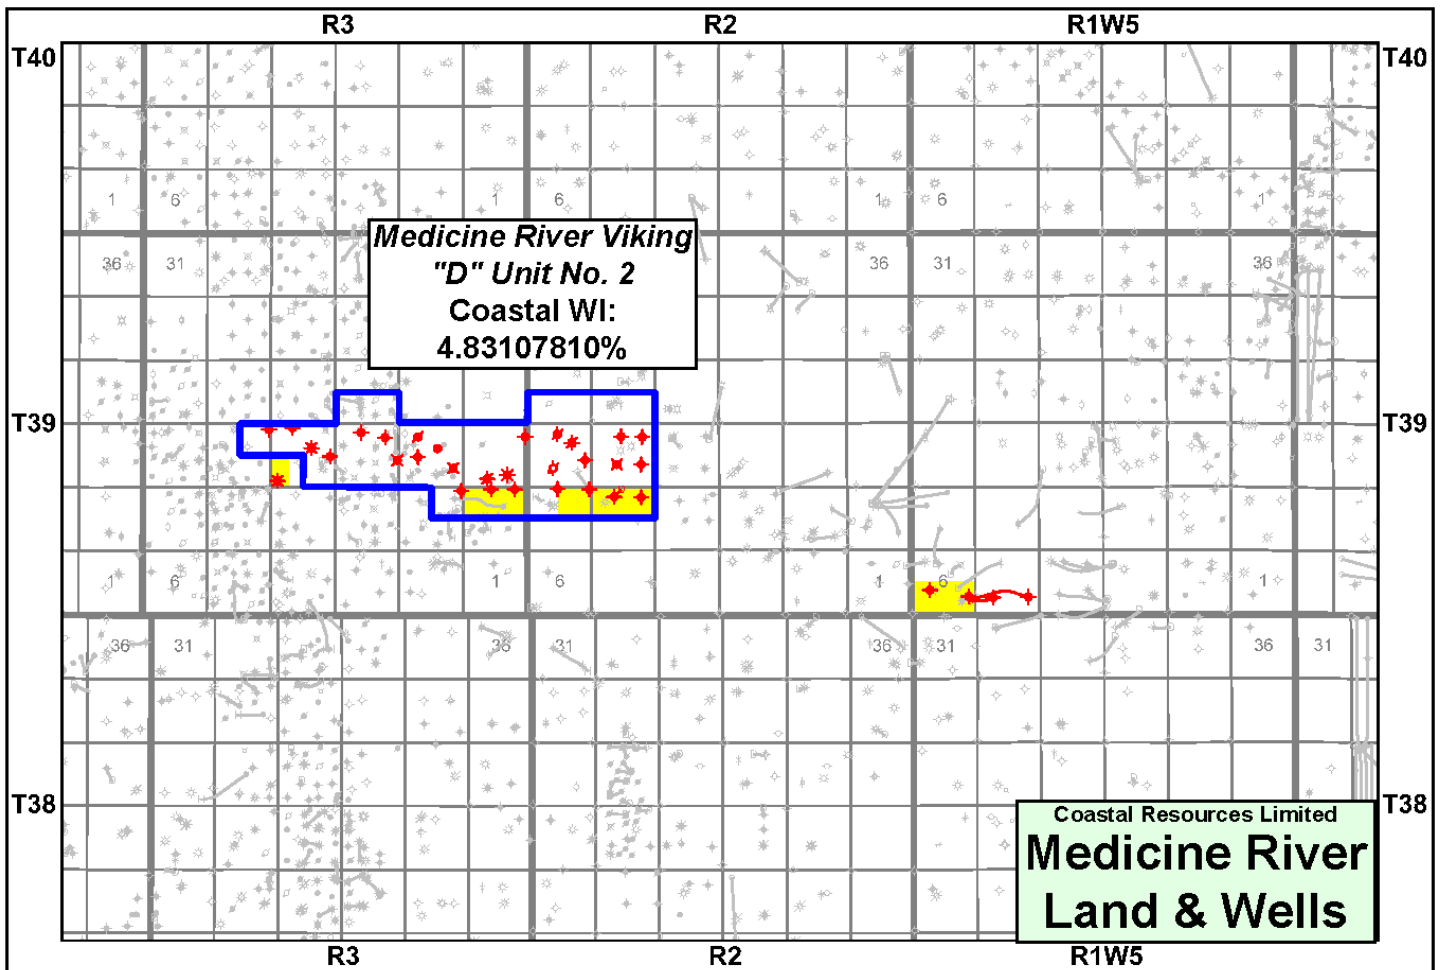 R3 R2 R1W5
T40 T40
1 6 1 6 1 6 1
36 31 36 31 36
Medicine River Viking
"D" Unit No. 2
Coastal WI:
4.83107810%
T39 T39
1 6 1 6 1 6 1
36 31 36 31 36 31 36 31
T38 T38
Coastal Resources Limited
Medicine River
Land & Wells
R3 R2 R1W5